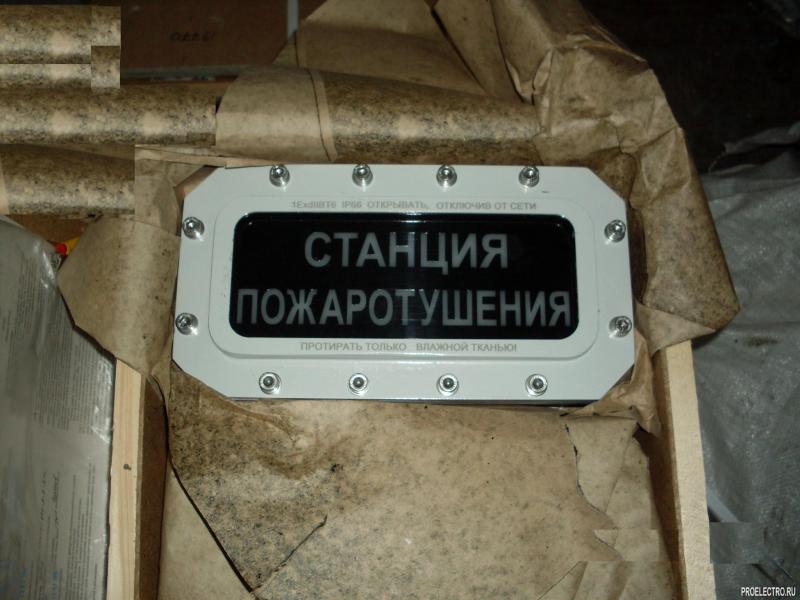 1ExdIIBT6 IP66 ОТКРЫВАТЬ, ОТКЛЮЧИВ ОТ СЕТИ
СТАНЦИЯ
ПОЖАРОТУШЕНИЯ
ПРОТИРАТЬ ТОЛЬКО ВЛАЖНОЙ ТКАНЬЮ!
PROELECTRO.RU